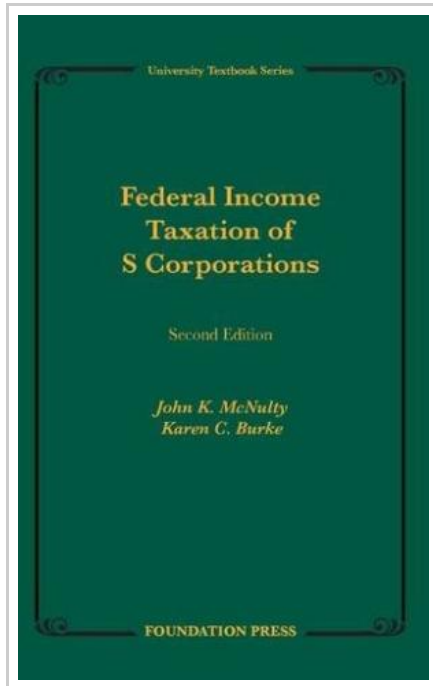 University Textbook Series
Federal Income
Taxation of
S Corporations
Second Edition
John K. McNulty
Karen C. Burke
FOUNDATION PRESS